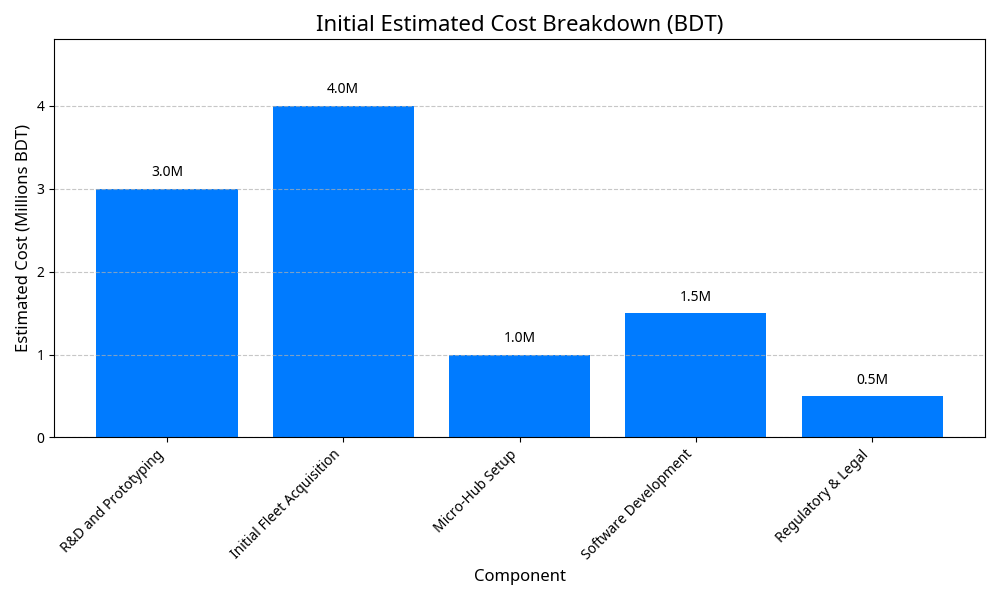 Initial Estimated Cost Breakdown (BDT)
Estimated Cost (Millions BDT)
4
3
2
1
0
3.0M
4.0M
1.0M
1.5M
0.5M
R&D and Prototyping
Initial Fleet Acquisition
Micro-Hub Setup
Software Development
Regulatory & Legal
Component